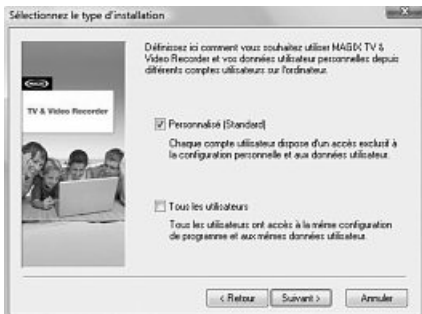 Sélectionnez le type d'installation
Définissez ici comment vous souhaitez utiliser MAGIX TV &
Video Recorder et vos données utilisateur personnelles depuis
différents comptes utilisateurs sur l'ordinateur.
MAGIX
TV & Video Recorder
Personnalisé (Standard)
Chaque compte utilisateur dispose d'un accès exclusif à
la configuration personnelle et aux données utilisateur.
Tous les utilisateurs
Tous les utilisateurs ont accès à la même configuration
de programme et aux mêmes données utilisateur.
< Retour
Suivant >
Annuler